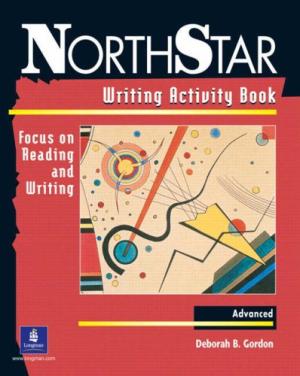 NORTHSTAR
Writing Activity Book
Focus on
Reading
and
Writing
Advanced
Deborah B. Gordon
Longman
www.longman.com